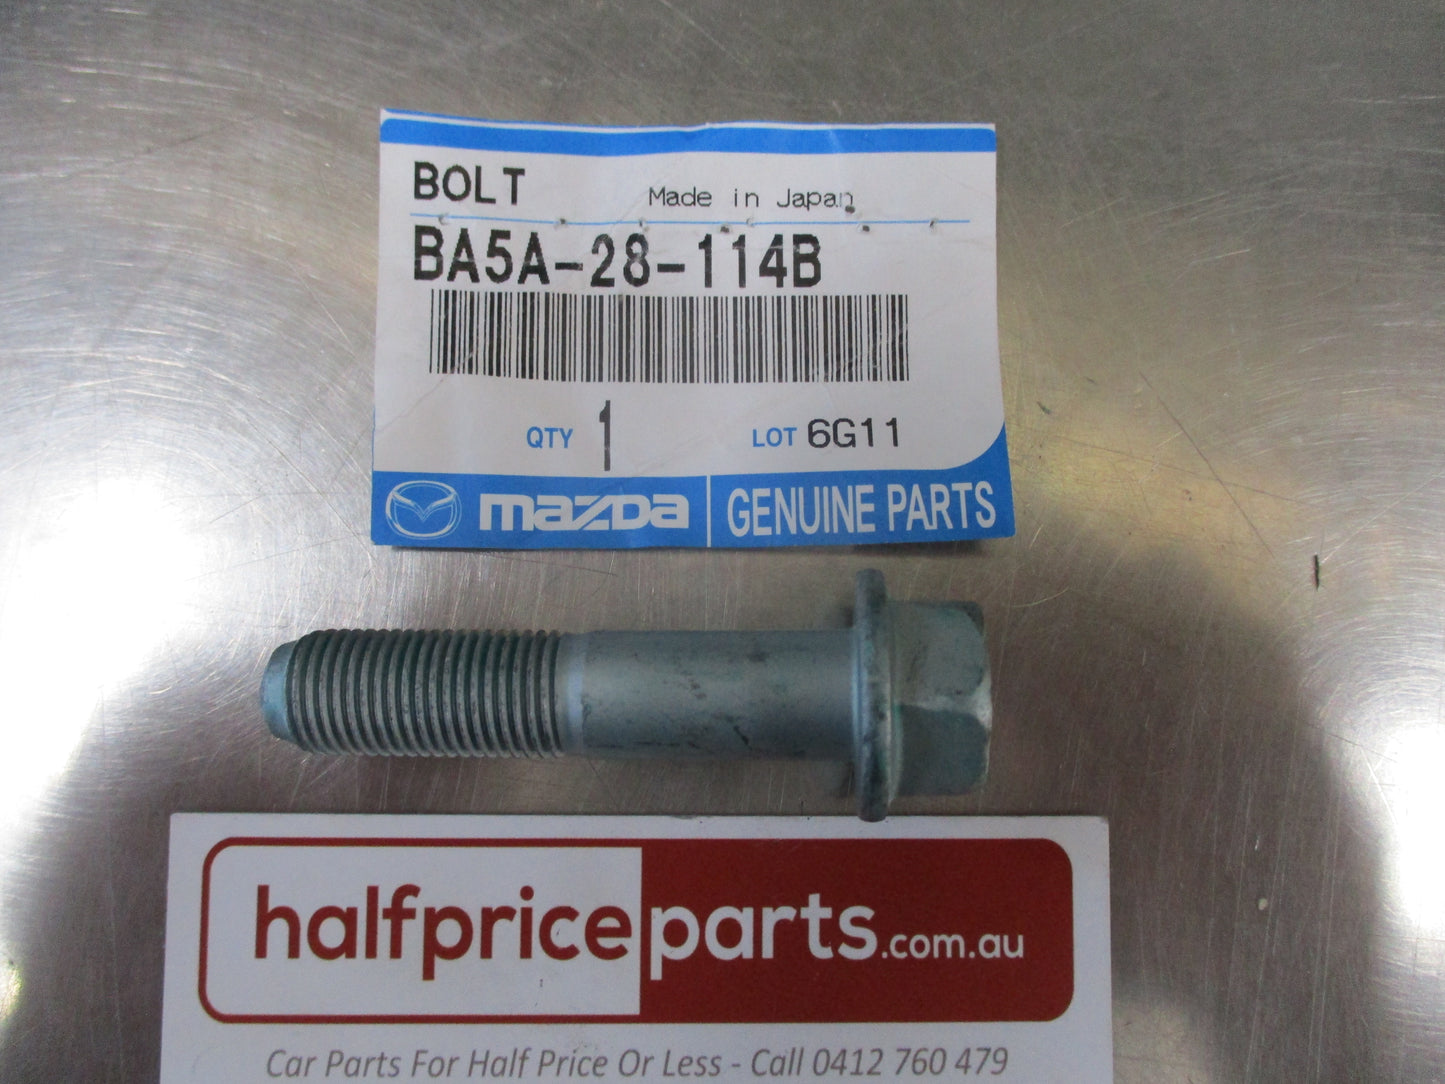 BOLT Made in Japan
BA5A-28-114B
QTY 1 LOT 6G11
mazda GENUINE PARTS
halfpriceparts.com.au
Car Parts For Half Price Or Less - Call 0412 760 479